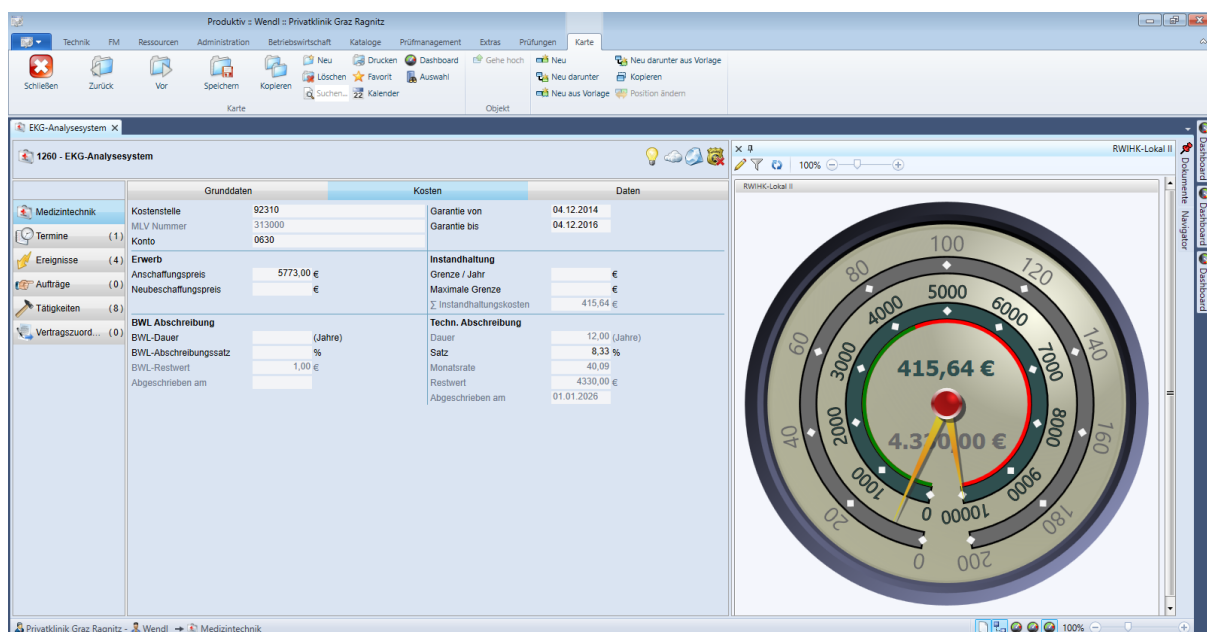 Produktiv :: Wendl :: Privatklinik Graz Ragnitz
Technik FM Ressourcen Administration Betriebswirtschaft Kataloge Prüfmanagement Extras Prüfungen Karte
Schließen Zurück Vor Speichern Kopieren
Neu Drucken Dashboard
Löschen Favorit Auswahl
Suchen... 22 Kalender
Karte
Gehe hoch
Neu Neu darunter aus Vorlage
Neu darunter Kopieren
Neu aus Vorlage Position ändern
Objekt
EKG-Analysesystem X
1260 - EKG-Analysesystem
Medizintechnik
Termine (1)
Ereignisse (4)
Aufträge (0)
Tätigkeiten (8)
Vertragszuord... (0)
Grunddaten Kosten Daten
Kostenstelle 92310
MLV Nummer 313000
Konto 0630
Garantie von 04.12.2014
Garantie bis 04.12.2016
Erwerb
Anschaffungspreis 5773,00 €
Neubeschaffungspreis €
Instandhaltung
Grenze / Jahr €
Maximale Grenze €
∑ Instandhaltungskosten 415,64 €
BWL Abschreibung
BWL-Dauer (Jahre)
BWL-Abschreibungssatz %
BWL-Restwert 1,00 €
Abgeschrieben am
Techn. Abschreibung
Dauer 12,00 (Jahre)
Satz 8,33 %
Monatsrate 40,09
Restwert 4330,00 €
Abgeschrieben am 01.01.2026
RWIHK-Lokal II
100%
RWIHK-Lokal II
0 20 40 60 80 100 120 140 160 180 200
0 1000 2000 3000 4000 5000 6000 7000 8000 9000 10000
415,64 €
4.330,00 €
Dokumente
Navigator
Dashboard
Dashboard
Dashboard
Privatklinik Graz Ragnitz - Wendl Medizintechnik
100%